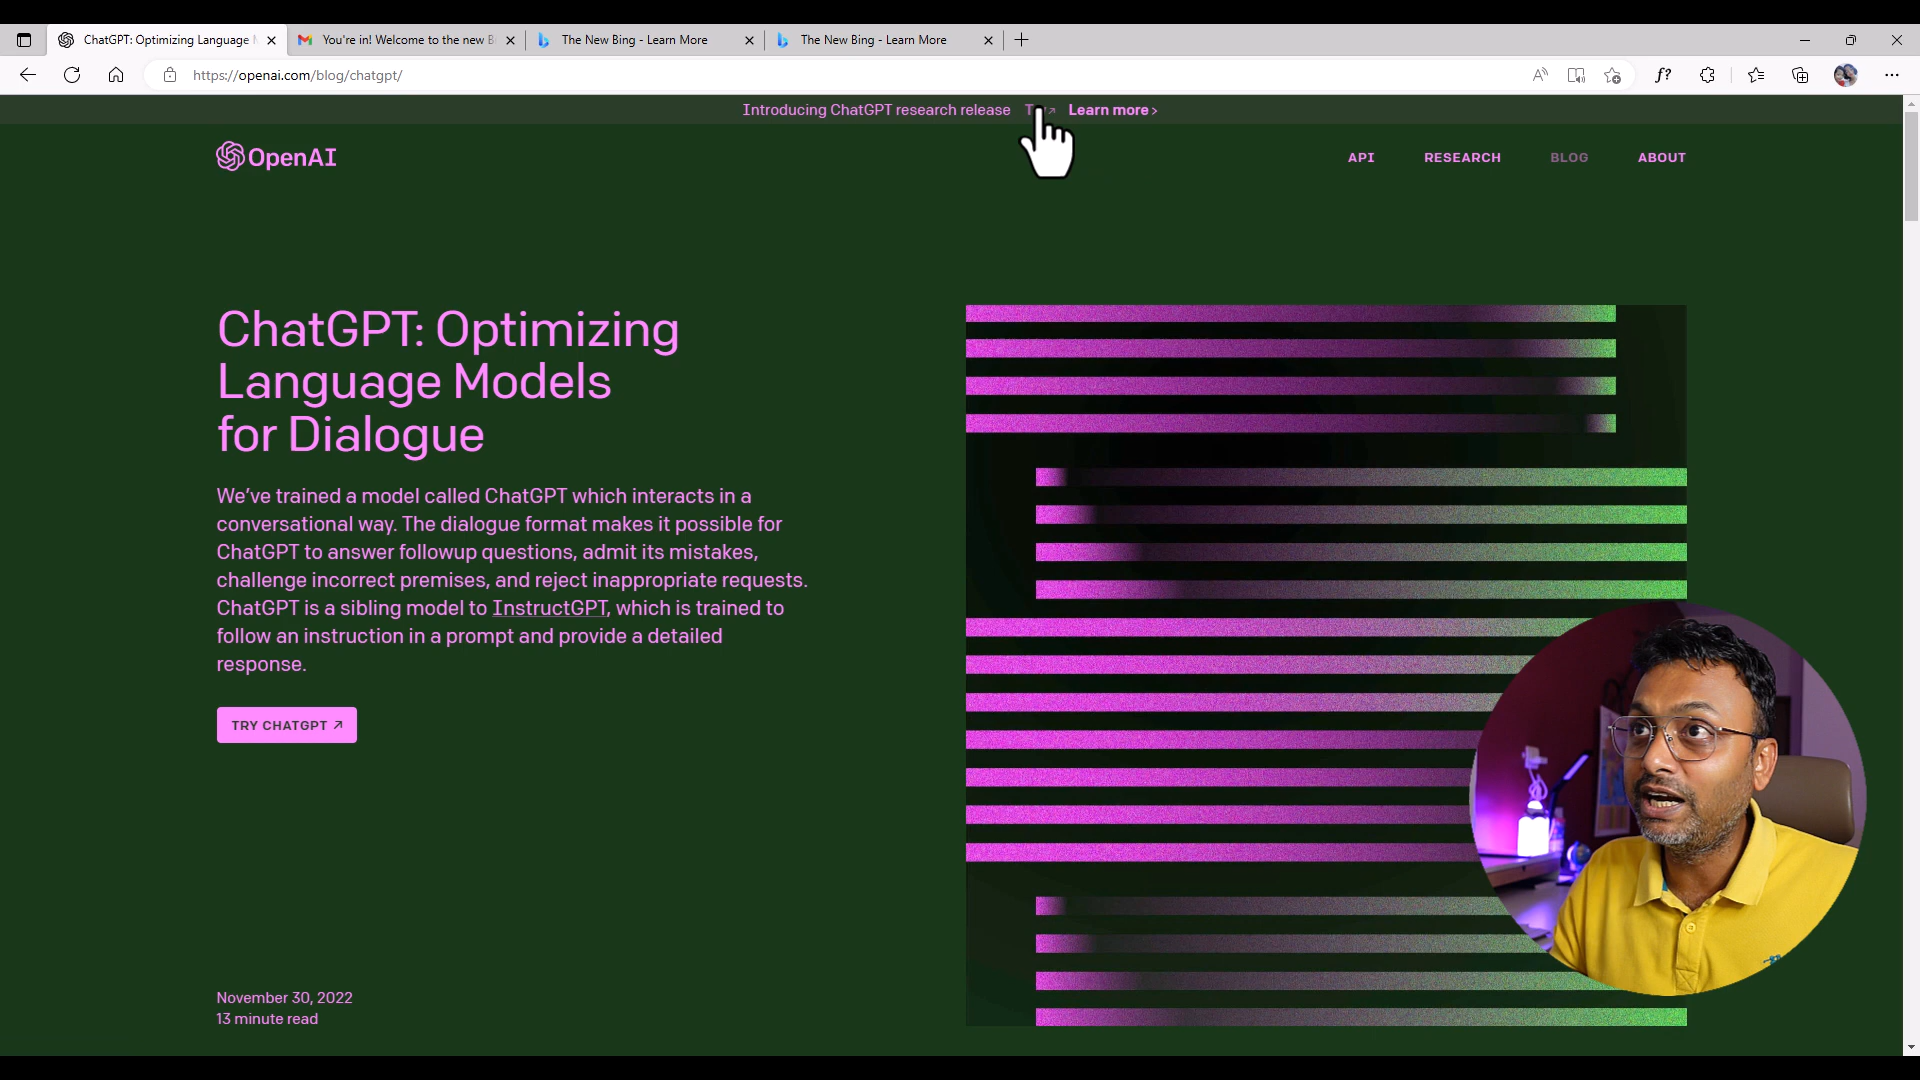 ChatGPT: Optimizing Language
You're in! Welcome to the new B
The New Bing - Learn More
The New Bing - Learn More
https://openai.com/blog/chatgpt/
Introducing ChatGPT research release Learn more ›
OpenAI
API RESEARCH BLOG ABOUT
ChatGPT: Optimizing
Language Models
for Dialogue
We've trained a model called ChatGPT which interacts in a
conversational way. The dialogue format makes it possible for
ChatGPT to answer followup questions, admit its mistakes,
challenge incorrect premises, and reject inappropriate requests.
ChatGPT is a sibling model to InstructGPT, which is trained to
follow an instruction in a prompt and provide a detailed
response.
TRY CHATGPT ↗
November 30, 2022
13 minute read